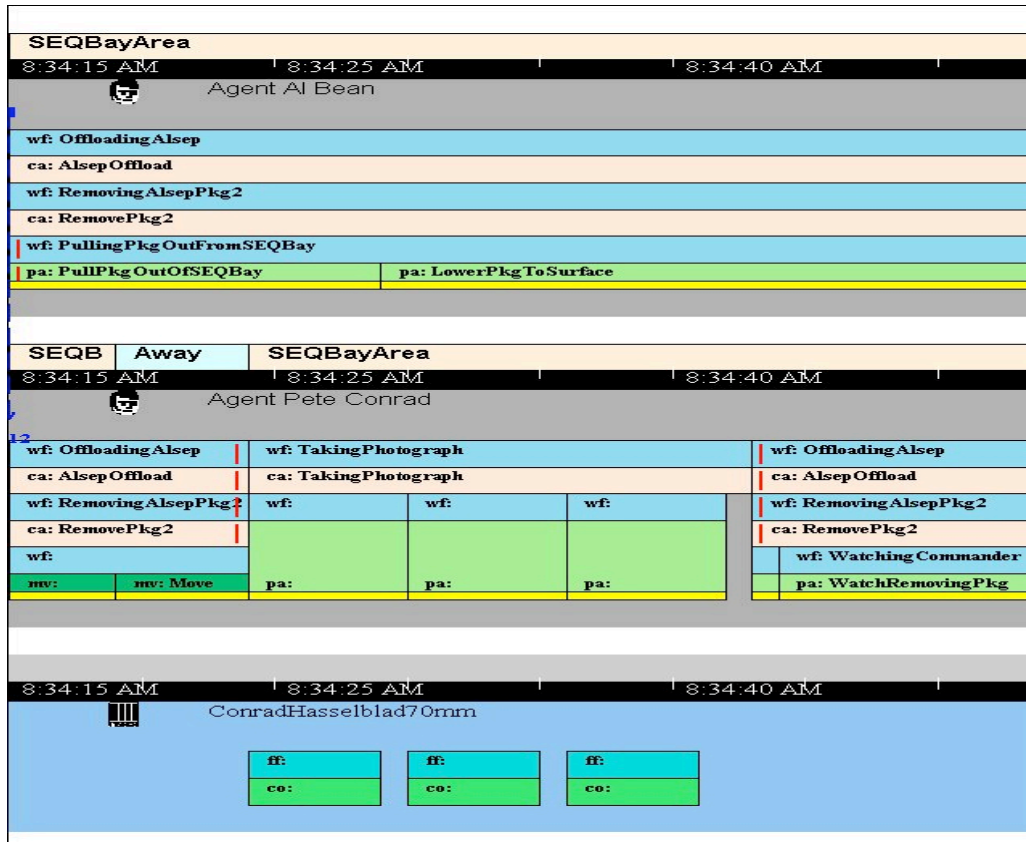 SEQBayArea
8:34:15 AM 8:34:25 AM 8:34:40 AM
Agent Al Bean
wf: OffloadingAlsep
ca: AlsepOffload
wf: RemovingAlsepPkg2
ca: RemovePkg2
wf: PullingPkgOutFromSEQBay
pa: PullPkgOutOfSEQBay pa: LowerPkgToSurface
SEQB Away SEQBayArea
8:34:15 AM 8:34:25 AM 8:34:40 AM
Agent Pete Conrad
12
wf: OffloadingAlsep wf: TakingPhotograph wf: OffloadingAlsep
ca: AlsepOffload ca: TakingPhotograph ca: AlsepOffload
wf: RemovingAlsepPkg2 wf: wf: wf: wf: RemovingAlsepPkg2
ca: RemovePkg2 ca: RemovePkg2
wf: wf: WatchingCommander
mv: mv: Move pa: pa: pa: pa: WatchRemovingPkg
8:34:15 AM 8:34:25 AM 8:34:40 AM
ConradHasselblad70mm
ff: ff: ff:
co: co: co: